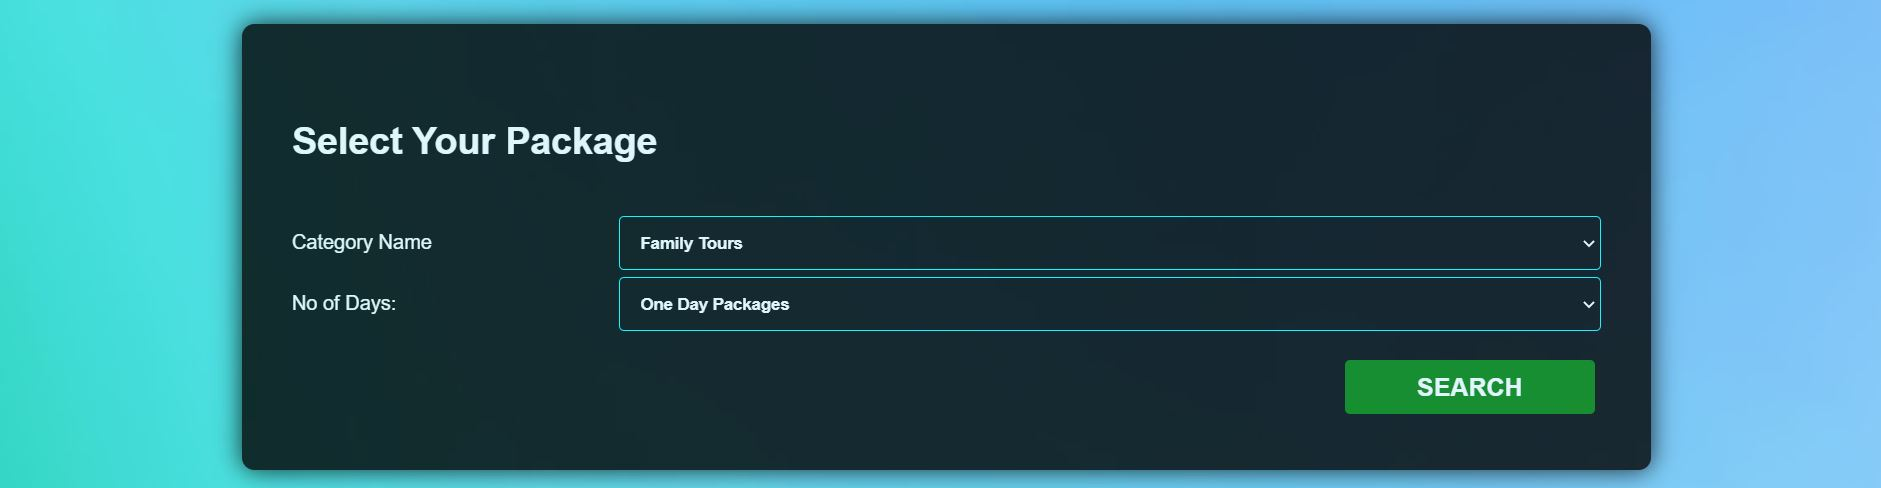 Select Your Package
Category Name
Family Tours
No of Days:
One Day Packages
SEARCH